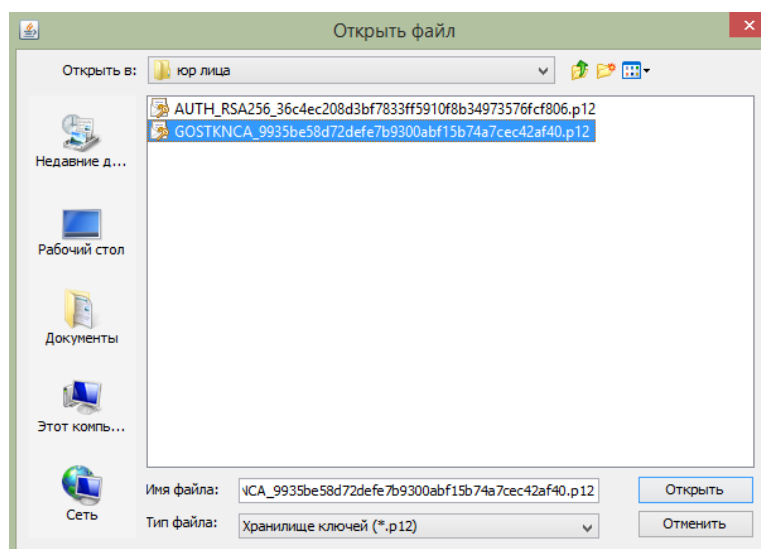 Открыть файл
Открыть в: юр лица
AUTH_RSA256_36c4ec208d3bf7833ff5910f8b34973576fcf806.p12
GOSTKNCA_9935be58d72defe7b9300abf15b74a7cec42af40.p12
Недавние д...
Рабочий стол
Документы
Этот компь...
Сеть
Имя файла: NCA_9935be58d72defe7b9300abf15b74a7cec42af40.p12 Открыть
Тип файла: Хранилище ключей (*.p12) Отменить